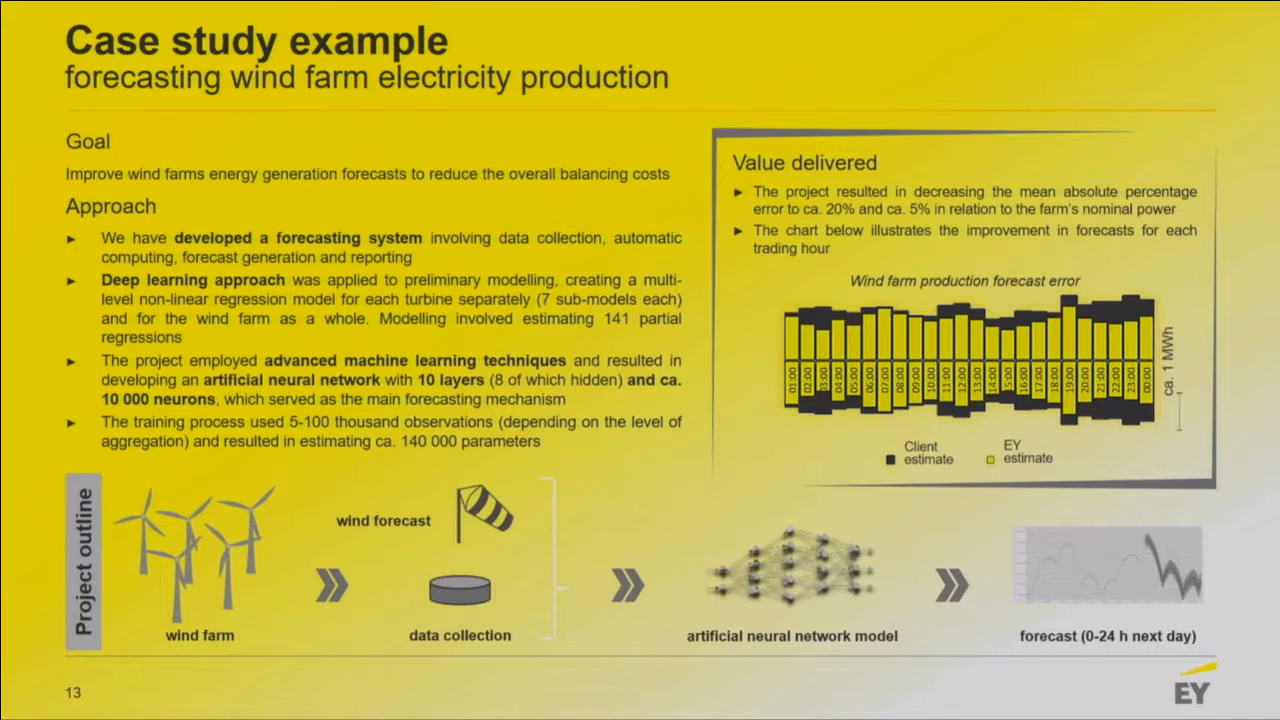 Case study example
forecasting wind farm electricity production
Goal
Improve wind farms energy generation forecasts to reduce the overall balancing costs
Approach
► We have developed a forecasting system involving data collection, automatic
computing, forecast generation and reporting
► Deep learning approach was applied to preliminary modelling, creating a multi-
level non-linear regression model for each turbine separately (7 sub-models each)
and for the wind farm as a whole. Modelling involved estimating 141 partial
regressions
► The project employed advanced machine learning techniques and resulted in
developing an artificial neural network with 10 layers (8 of which hidden) and ca.
10 000 neurons, which served as the main forecasting mechanism
► The training process used 5-100 thousand observations (depending on the level of
aggregation) and resulted in estimating ca. 140 000 parameters
Value delivered
► The project resulted in decreasing the mean absolute percentage
error to ca. 20% and ca. 5% in relation to the farm's nominal power
► The chart below illustrates the improvement in forecasts for each
trading hour
Wind farm production forecast error
01:00
02:00
03:00
04:00
05:00
06:00
07:00
08:00
09:00
10:00
11:00
12:00
13:00
14:00
15:00
16:00
17:00
18:00
19:00
20:00
21:00
22:00
23:00
00:00
ca. 1 MWh
Client
estimate
EY
estimate
Project outline
wind farm
wind forecast
data collection
artificial neural network model
forecast (0-24 h next day)
13
EY